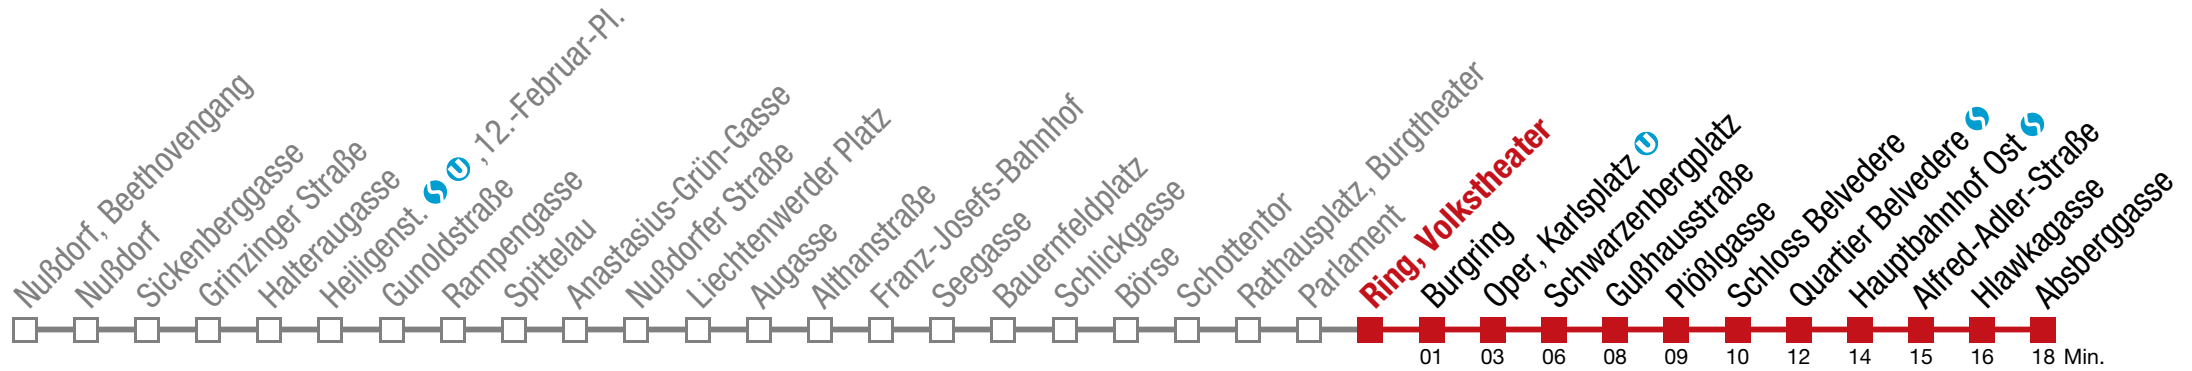 Nußdorf, Beethovengang
Nußdorf
Sickenberggasse
Grinzinger Straße
Halteraugasse
Heiligenst. S U , 12.-Februar-Pl.
Gunoldstraße
Rampengasse
Spittelau
Anastasius-Grün-Gasse
Nußdorfer Straße
Liechtenwerder Platz
Augasse
Althanstraße
Franz-Josefs-Bahnhof
Seegasse
Bauernfeldplatz
Schlickgasse
Börse
Schottentor
Rathausplatz, Burgtheater
Parlament
Ring, Volkstheater
Burgring
Oper, Karlsplatz U
Schwarzenbergplatz
Gußhausstraße
Plößlgasse
Schloss Belvedere
Quartier Belvedere S
Hauptbahnhof Ost S
Alfred-Adler-Straße
Hlawkagasse
Absberggasse
01 03 06 08 09 10 12 14 15 16 18 Min.